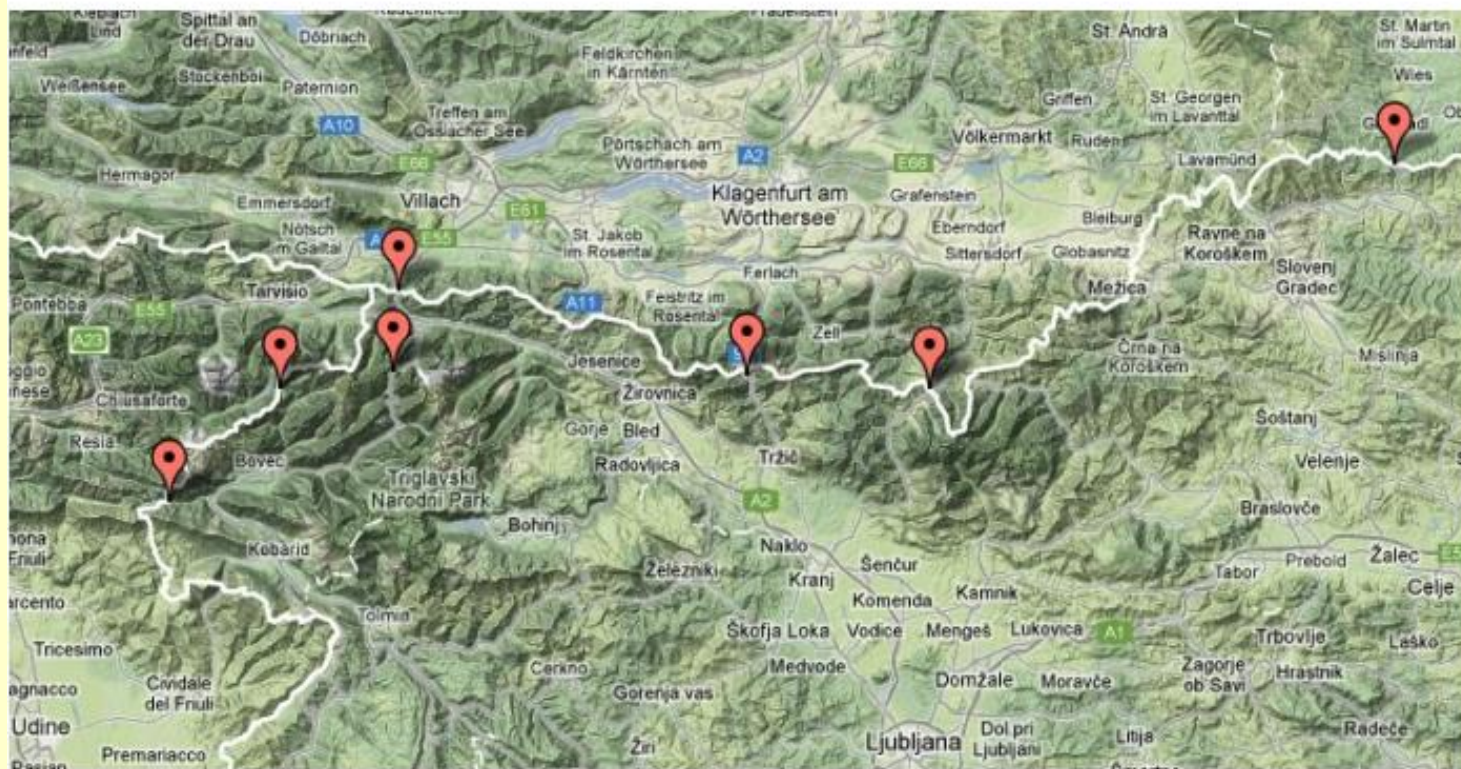 Spittal an
der Drau
Döbriach
St. Andrä
St. Martin
im Sulmtal
Feldkirchen
in Kärnten
Weißensee
Stockenboi
Paternion
Wies
Treffen am
Ossiacher See
Griffen
St. Georgen
im Lavanttal
A10
Pörtschach am
Wörthersee
A2
Völkermarkt
Ruden
E66
E66
Lavamünd
Hermagor
Villach
Klagenfurt am
Wörthersee
Grafenstein
Emmersdorf
E61
Eberndorf
Bleiburg
Nötsch
im Gailtal
St. Jakob
im Rosental
Sittersdorf
Globasnitz
Ravne na
Koroškem
E55
Ferlach
Slovenj
Gradec
Pontebba
Tarvisio
E55
A11
Feistritz im
Rosental
Mežica
Zell
A23
Jesenice
Črna na
Koroškem
Mislinja
Chiusaforte
Žirovnica
Resia
Bovec
Gorje
Bled
Šoštanj
Radovljica
Tržič
Velenje
Triglavski
Narodni Park
A2
Braslovče
Bohinj
Kobarid
Naklo
Šenčur
Prebold
Žalec
Železniki
Kranj
Tabor
Celje
Komenda
Kamnik
Tolmin
Škofja Loka
Vodice
Mengeš
Lukovica
A1
Trbovlje
Laško
Tricesimo
Cerkno
Medvode
Zagorje
ob Savi
Hrastnik
Cividale
del Friuli
Gorenja vas
Domžale
Moravče
Udine
Ljubljana
Dol pri
Ljubljani
Litija
Radeče
Premariacco
Žiri